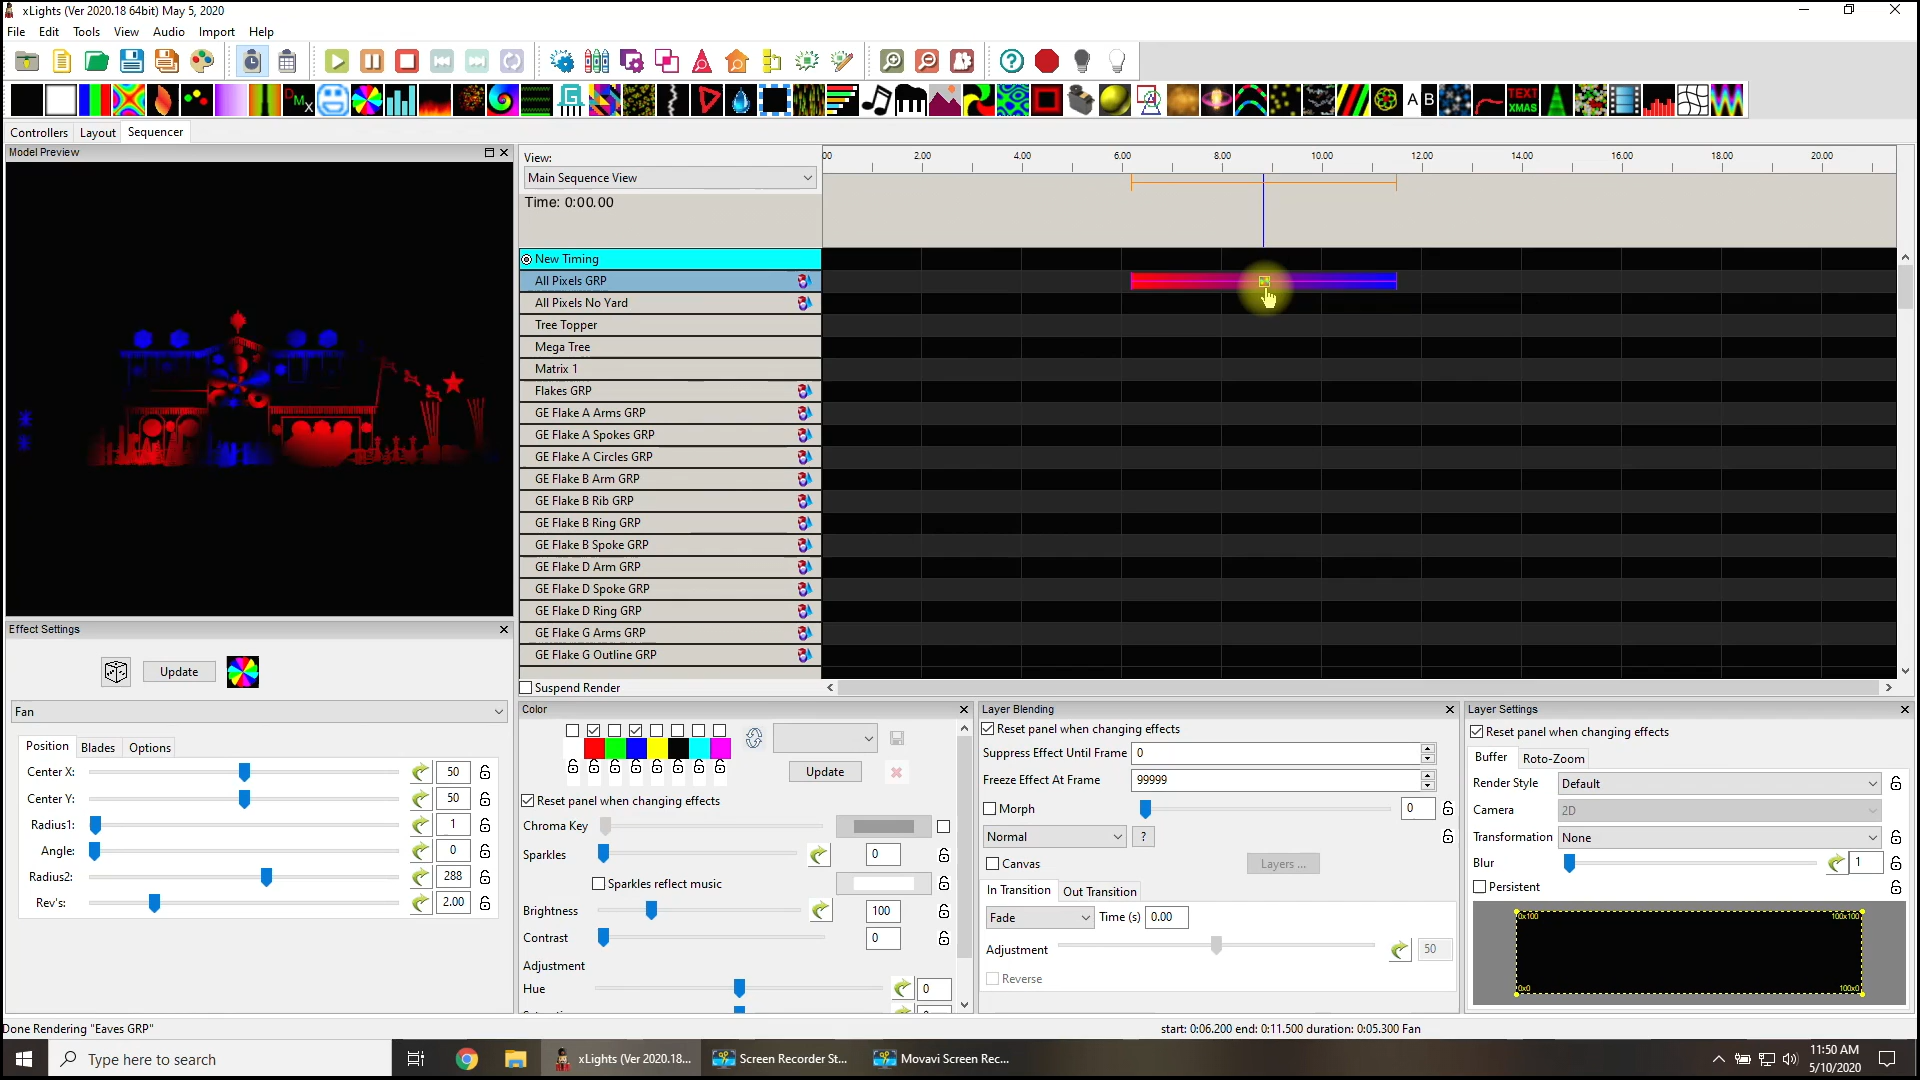 xLights (Ver 2020.18 64bit) May 5, 2020
File Edit Tools View Audio Import Help
DMX
A B
TEXT XMAS
Controllers Layout Sequencer
Model Preview
View:
Main Sequence View
Time: 0:00.00
00 2.00 4.00 6.00 8.00 10.00 12.00 14.00 16.00 18.00 20.00
New Timing
All Pixels GRP
All Pixels No Yard
Tree Topper
Mega Tree
Matrix 1
Flakes GRP
GE Flake A Arms GRP
GE Flake A Spokes GRP
GE Flake A Circles GRP
GE Flake B Arm GRP
GE Flake B Rib GRP
GE Flake B Ring GRP
GE Flake B Spoke GRP
GE Flake D Arm GRP
GE Flake D Spoke GRP
GE Flake D Ring GRP
GE Flake G Arms GRP
GE Flake G Outline GRP
Suspend Render
Effect Settings
Update
Fan
Position Blades Options
Center X: 50
Center Y: 50
Radius1: 1
Angle: 0
Radius2: 288
Rev's: 2.00
Color
Update
Reset panel when changing effects
Chroma Key
Sparkles 0
Sparkles reflect music
Brightness 100
Contrast 0
Adjustment
Hue 0
Layer Blending
Reset panel when changing effects
Suppress Effect Until Frame 0
Freeze Effect At Frame 99999
Morph 0
Normal ?
Canvas Layers ...
In Transition Out Transition
Fade Time (s) 0.00
Adjustment 50
Reverse
Layer Settings
Reset panel when changing effects
Buffer Roto-Zoom
Render Style Default
Camera 2D
Transformation None
Blur 1
Persistent
0x100 100x100
0x0 100x0
Done Rendering "Eaves GRP"
start: 0:06.200 end: 0:11.500 duration: 0:05.300 Fan
Type here to search
xLights (Ver 2020.18...
Screen Recorder St...
Movavi Screen Rec...
11:50 AM
5/10/2020